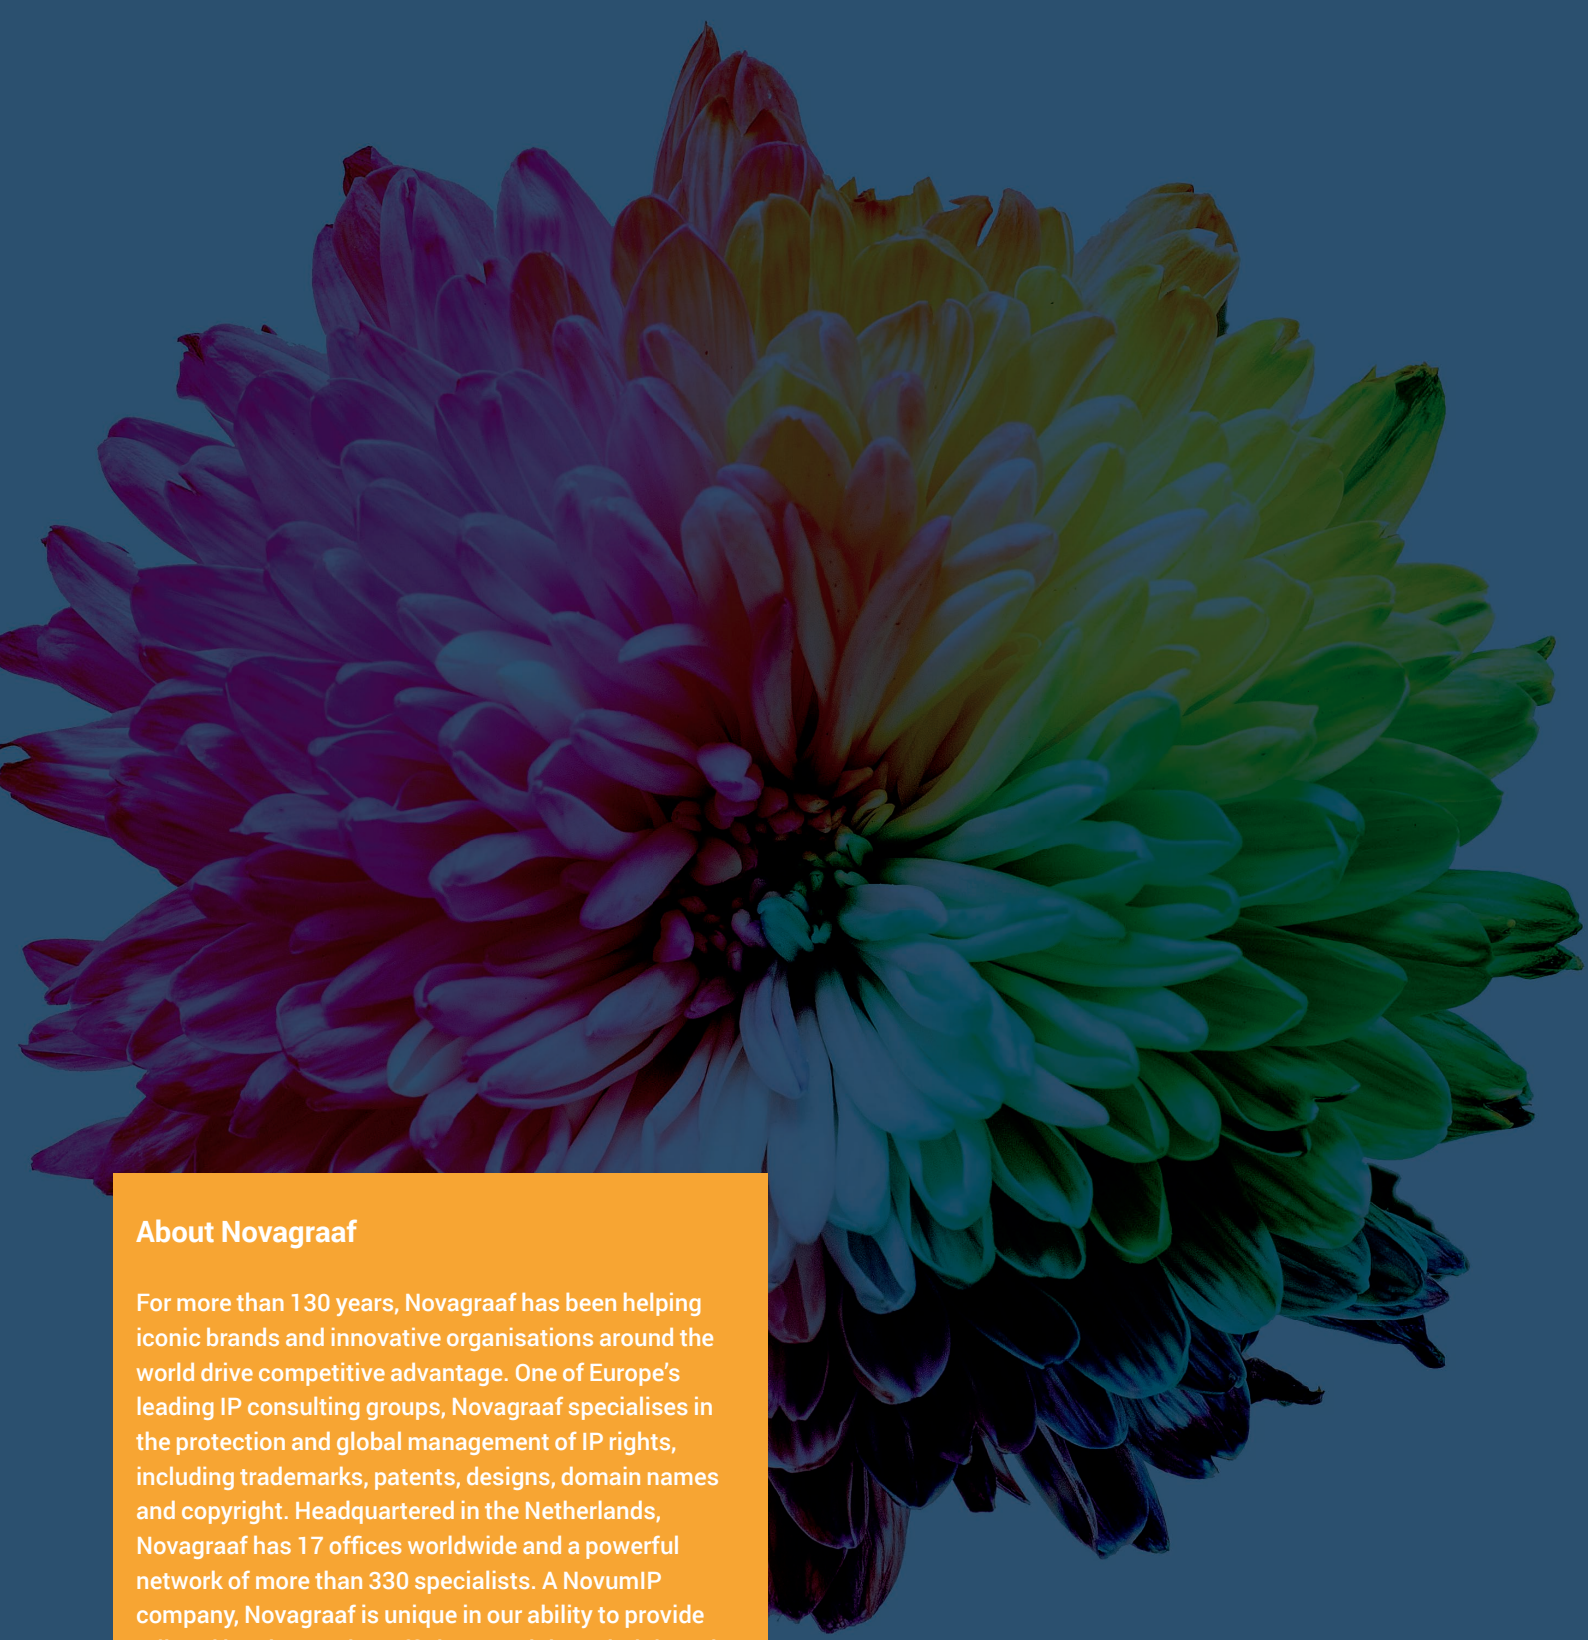 About Novagraaf
For more than 130 years, Novagraaf has been helping
iconic brands and innovative organisations around the
world drive competitive advantage. One of Europe's
leading IP consulting groups, Novagraaf specialises in
the protection and global management of IP rights,
including trademarks, patents, designs, domain names
and copyright. Headquartered in the Netherlands,
Novagraaf has 17 offices worldwide and a powerful
network of more than 330 specialists. A NovumIP
company, Novagraaf is unique in our ability to provide